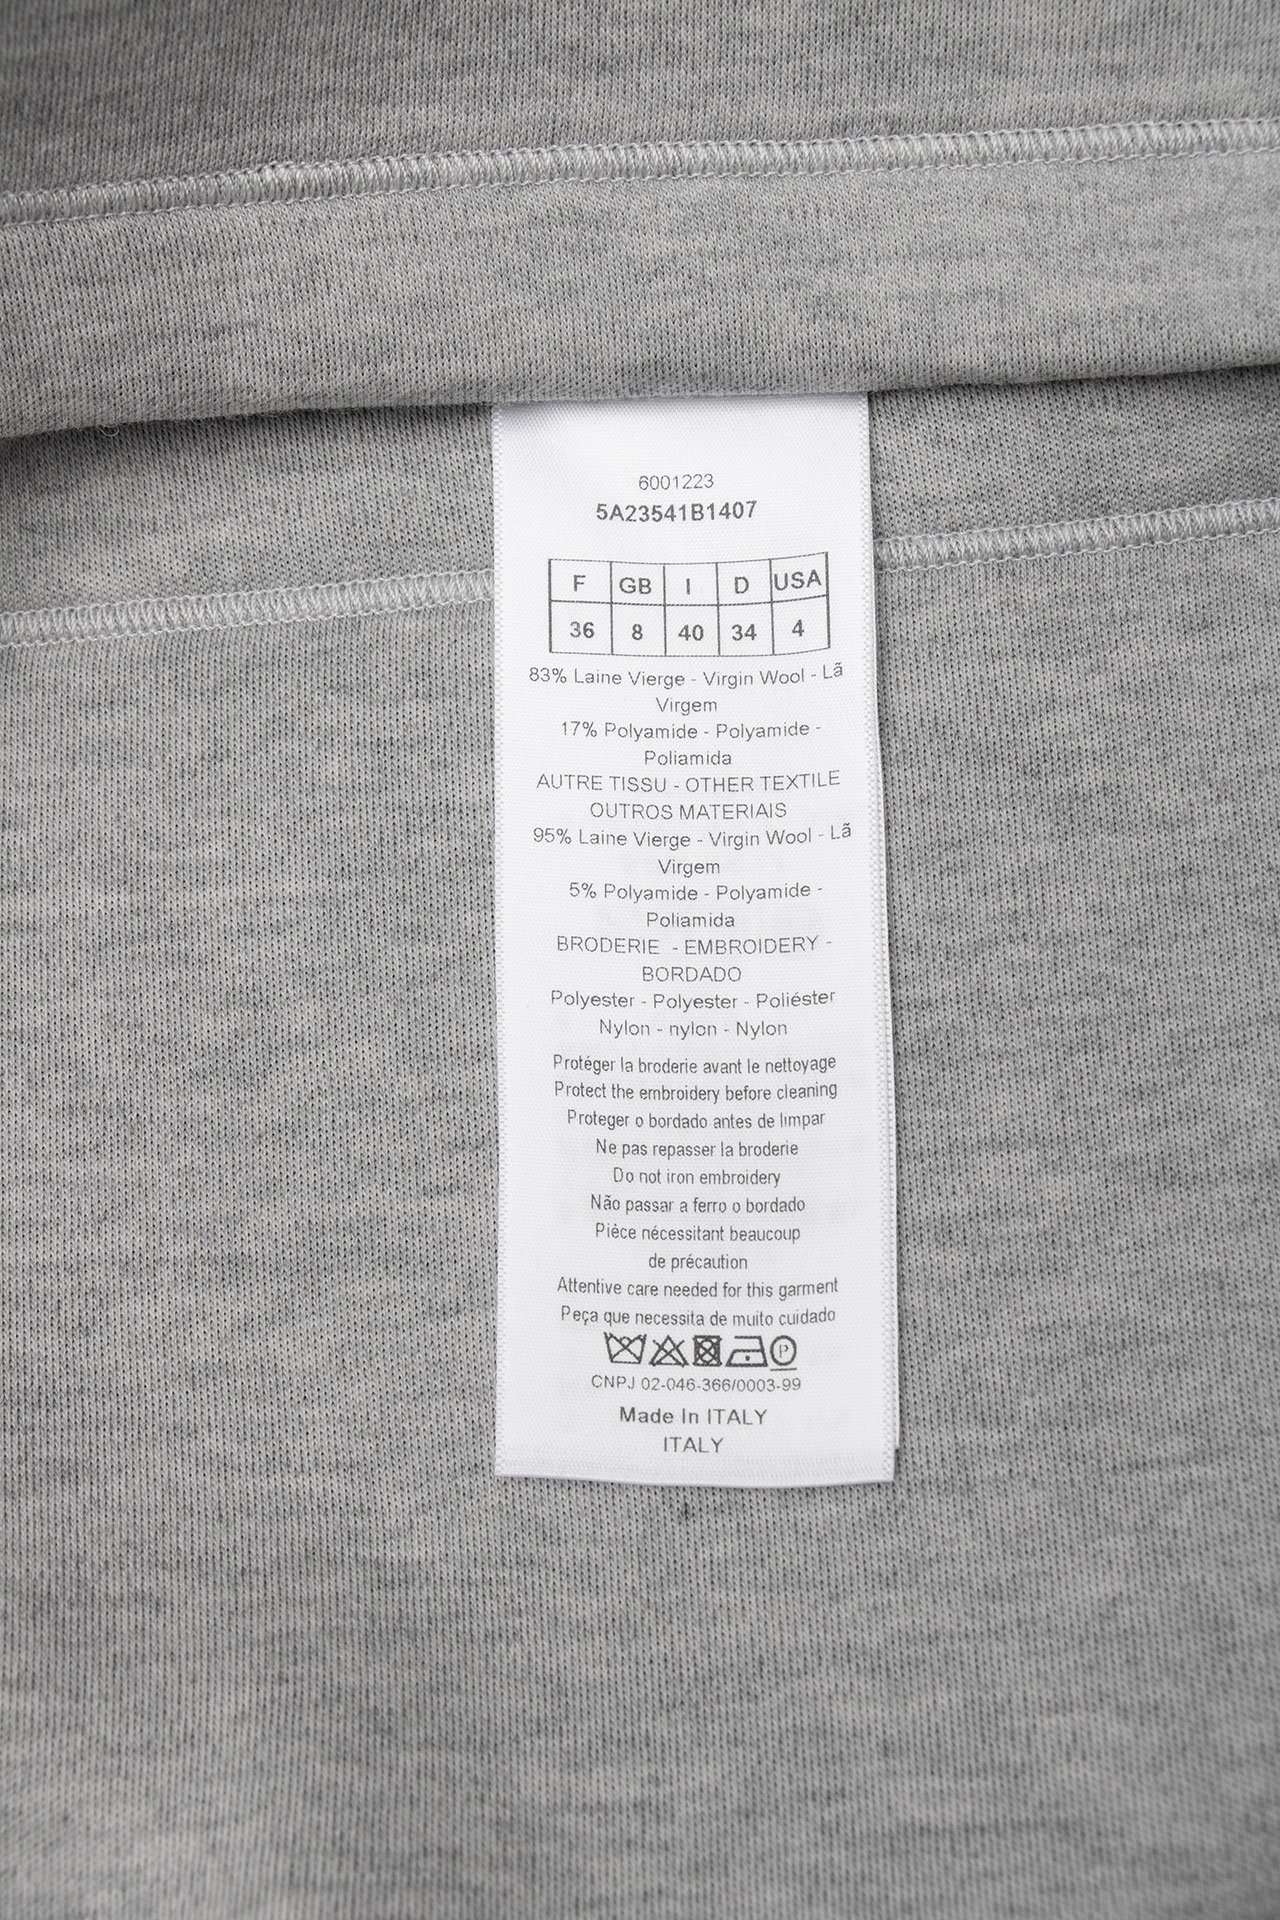 6001223
5A23541B1407
F GB I D USA
36 8 40 34 4
83% Laine Vierge - Virgin Wool - Lã
Virgem
17% Polyamide - Polyamide -
Poliamida
AUTRE TISSU - OTHER TEXTILE
OUTROS MATERIAIS
95% Laine Vierge - Virgin Wool - Lã
Virgem
5% Polyamide - Polyamide -
Poliamida
BRODERIE - EMBROIDERY -
BORDADO
Polyester - Polyester - Poliéster
Nylon - nylon - Nylon
Protéger la broderie avant le nettoyage
Protect the embroidery before cleaning
Proteger o bordado antes de limpar
Ne pas repasser la broderie
Do not iron embroidery
Não passar a ferro o bordado
Pièce nécessitant beaucoup
de précaution
Attentive care needed for this garment
Peça que necessita de muito cuidado
P
CNPJ 02-046-366/0003-99
Made In ITALY
ITALY